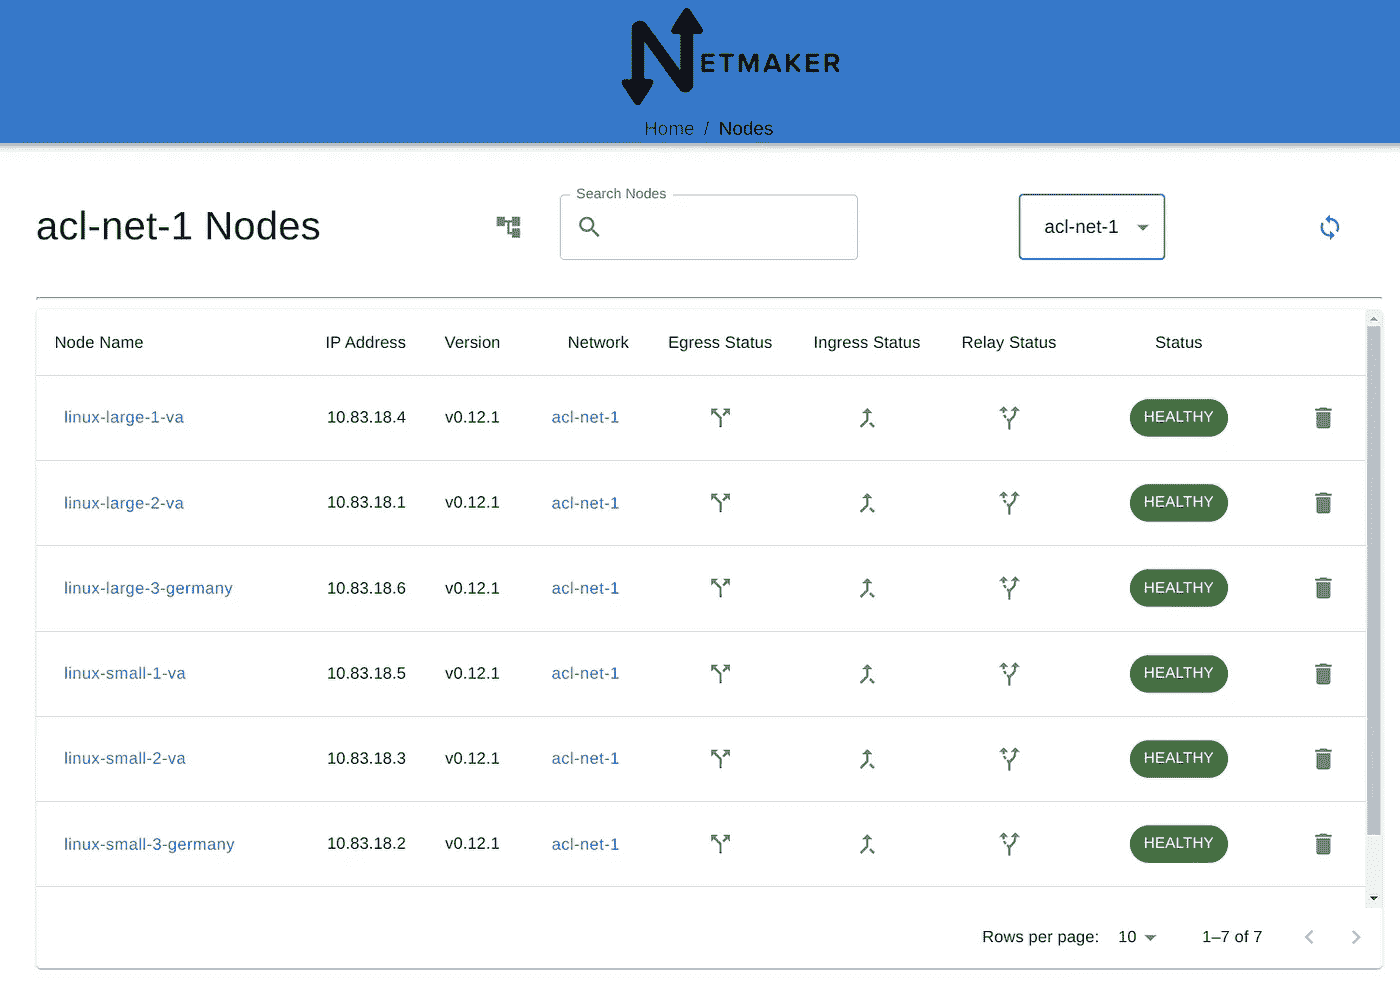 NETMAKER
Home / Nodes
acl-net-1 Nodes
Search Nodes
acl-net-1
Node Name IP Address Version Network Egress Status Ingress Status Relay Status Status
linux-large-1-va 10.83.18.4 v0.12.1 acl-net-1 HEALTHY
linux-large-2-va 10.83.18.1 v0.12.1 acl-net-1 HEALTHY
linux-large-3-germany 10.83.18.6 v0.12.1 acl-net-1 HEALTHY
linux-small-1-va 10.83.18.5 v0.12.1 acl-net-1 HEALTHY
linux-small-2-va 10.83.18.3 v0.12.1 acl-net-1 HEALTHY
linux-small-3-germany 10.83.18.2 v0.12.1 acl-net-1 HEALTHY
Rows per page: 10 1–7 of 7